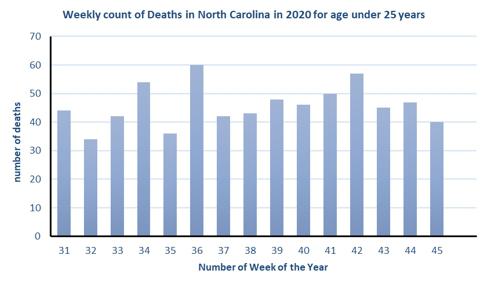 Weekly count of Deaths in North Carolina in 2020 for age under 25 years
number of deaths
70
60
50
40
30
20
10
0
31 32 33 34 35 36 37 38 39 40 41 42 43 44 45
Number of Week of the Year